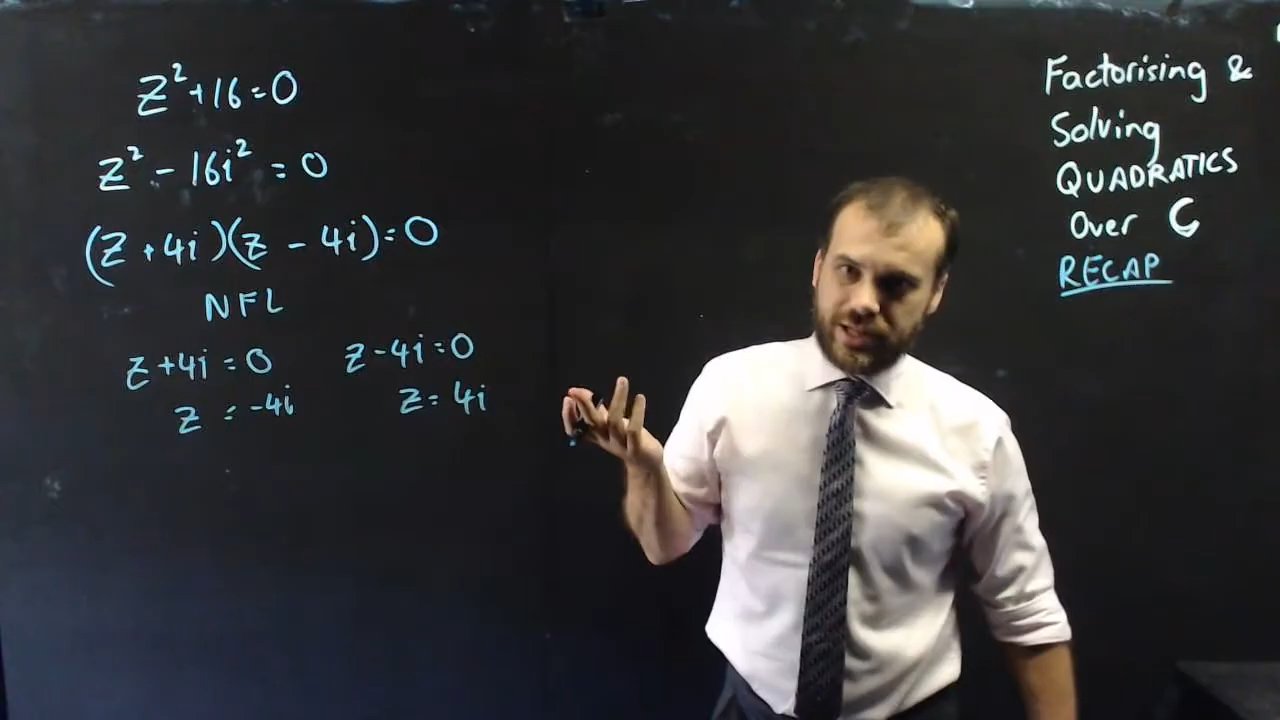 z² + 16 = 0
z² - 16i² = 0
(z + 4i)(z - 4i) = 0
NFL
z + 4i = 0 z - 4i = 0
z = -4i z = 4i
Factorising &
Solving
QUADRATICS
Over C
RECAP